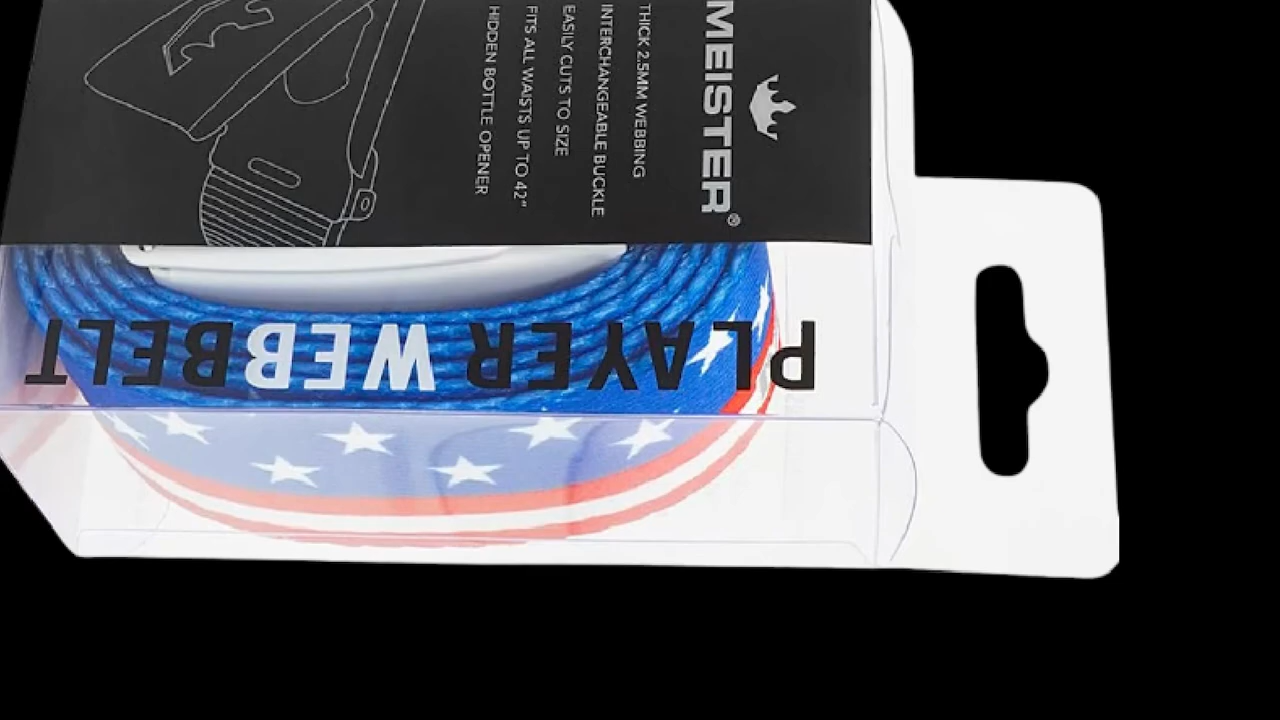 MEISTER®
THICK 2.5MM WEBBING
INTERCHANGEABLE BUCKLE
EASILY CUTS TO SIZE
FITS ALL WAISTS UP TO 42"
HIDDEN BOTTLE OPENER
PLAYER WEBBELT